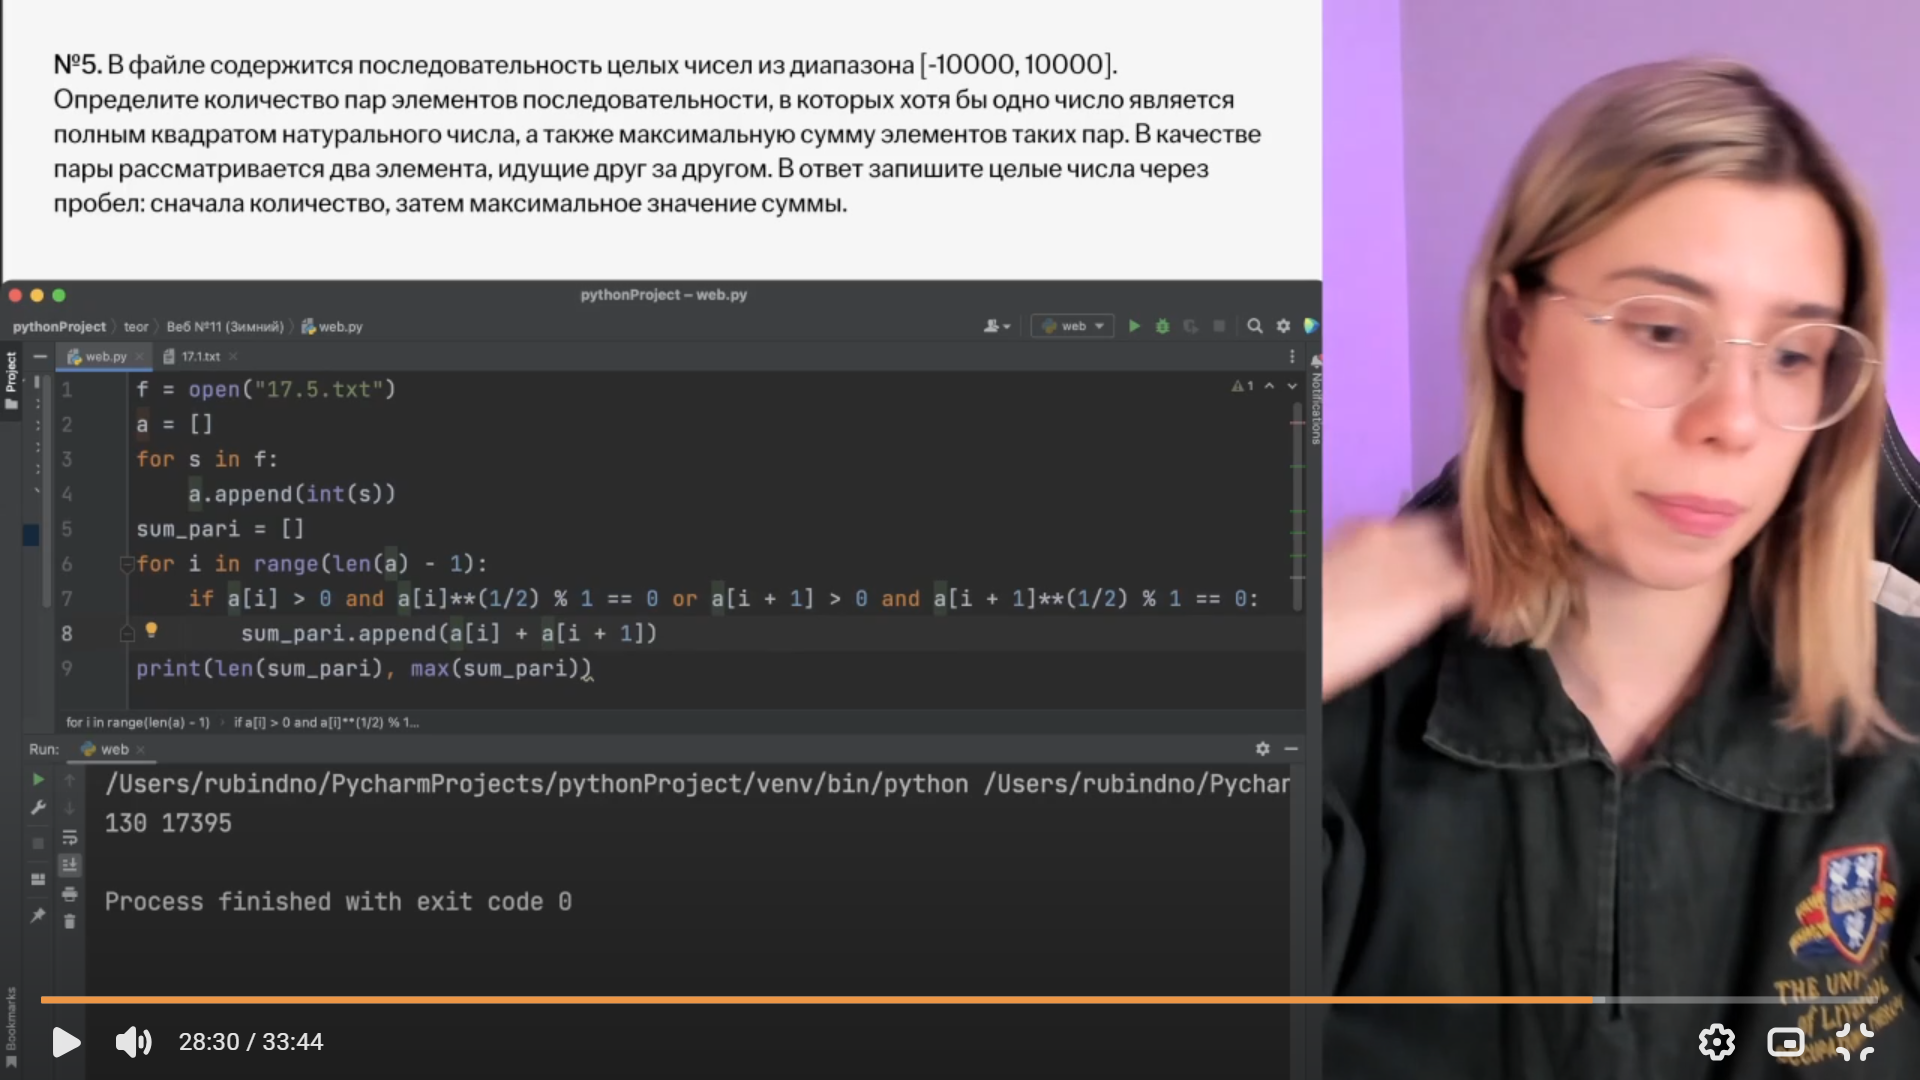 №5. В файле содержится последовательность целых чисел из диапазона [-10000, 10000].
Определите количество пар элементов последовательности, в которых хотя бы одно число является
полным квадратом натурального числа, а также максимальную сумму элементов таких пар. В качестве
пары рассматривается два элемента, идущие друг за другом. В ответ запишите целые числа через
пробел: сначала количество, затем максимальное значение суммы.
pythonProject – web.py
pythonProject teor Веб №11 (Зимний) web.py
web
Project
web.py 17.1.txt
1
Notifications
1 f = open("17.5.txt")
2 a = []
3 for s in f:
4 a.append(int(s))
5 sum_pari = []
6 for i in range(len(a) - 1):
7 if a[i] > 0 and a[i]**(1/2) % 1 == 0 or a[i + 1] > 0 and a[i + 1]**(1/2) % 1 == 0:
8 sum_pari.append(a[i] + a[i + 1])
9 print(len(sum_pari), max(sum_pari))
for i in range(len(a) - 1) if a[i] > 0 and a[i]**(1/2) % 1...
Run: web
/Users/rubindno/PycharmProjects/pythonProject/venv/bin/python /Users/rubindno/Pychar
130 17395
Process finished with exit code 0
Bookmarks
28:30 / 33:44
THE UNI
of LIV